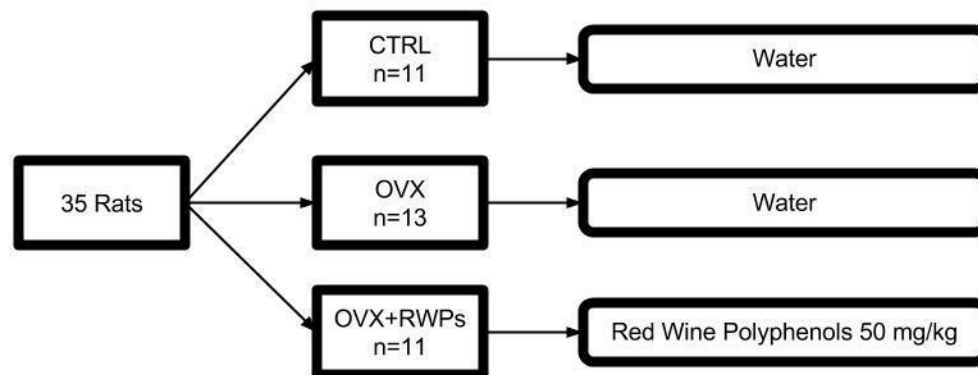 35 Rats
CTRL
n=11
Water
OVX
n=13
Water
OVX+RWPs
n=11
Red Wine Polyphenols 50 mg/kg